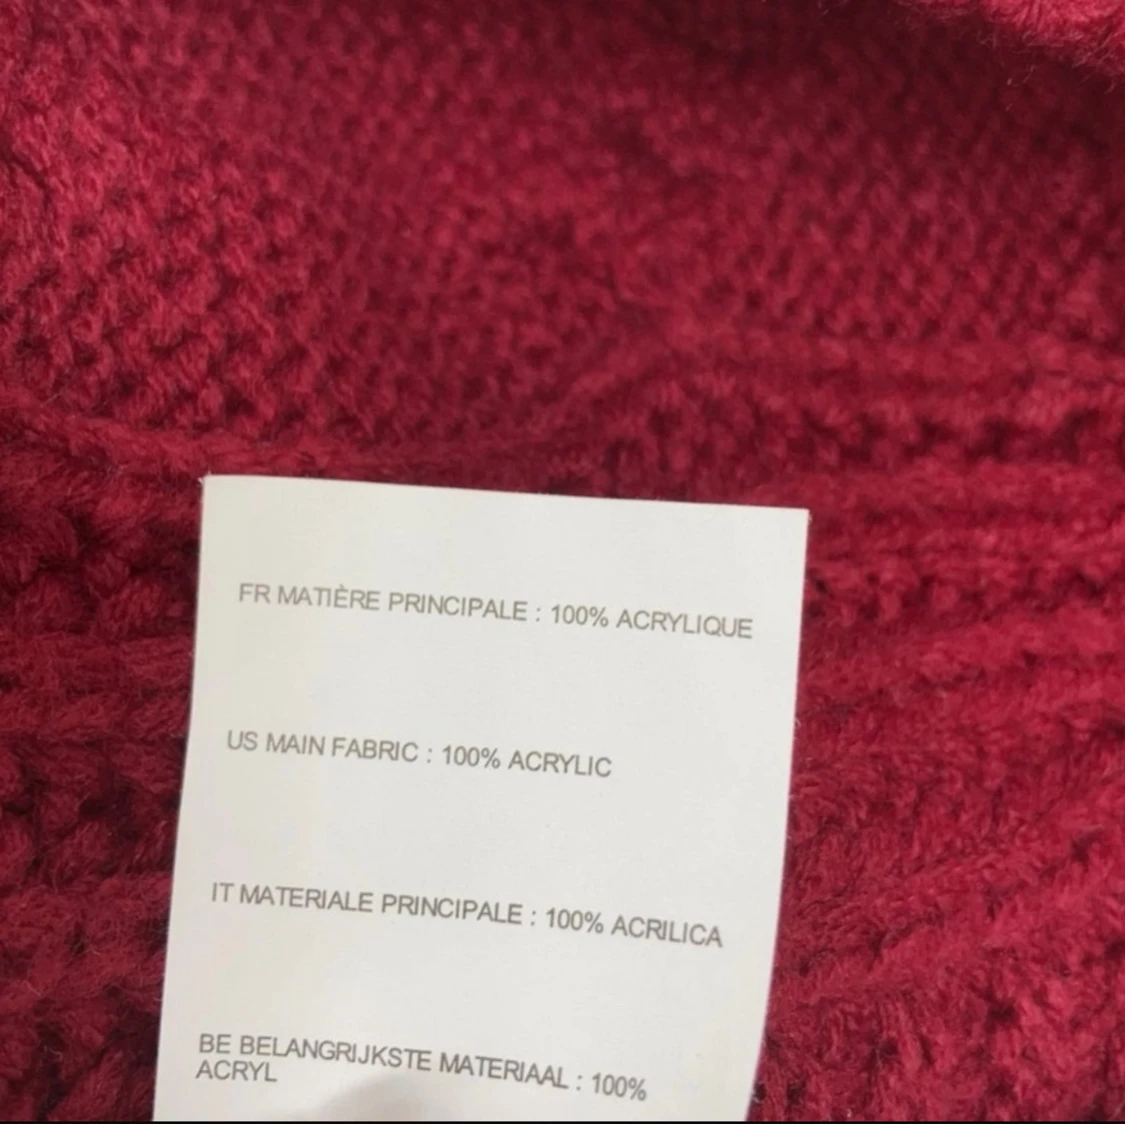 FR MATIÈRE PRINCIPALE : 100% ACRYLIQUE
US MAIN FABRIC : 100% ACRYLIC
IT MATERIALE PRINCIPALE : 100% ACRILICA
BE BELANGRIJKSTE MATERIAAL : 100%
ACRYL